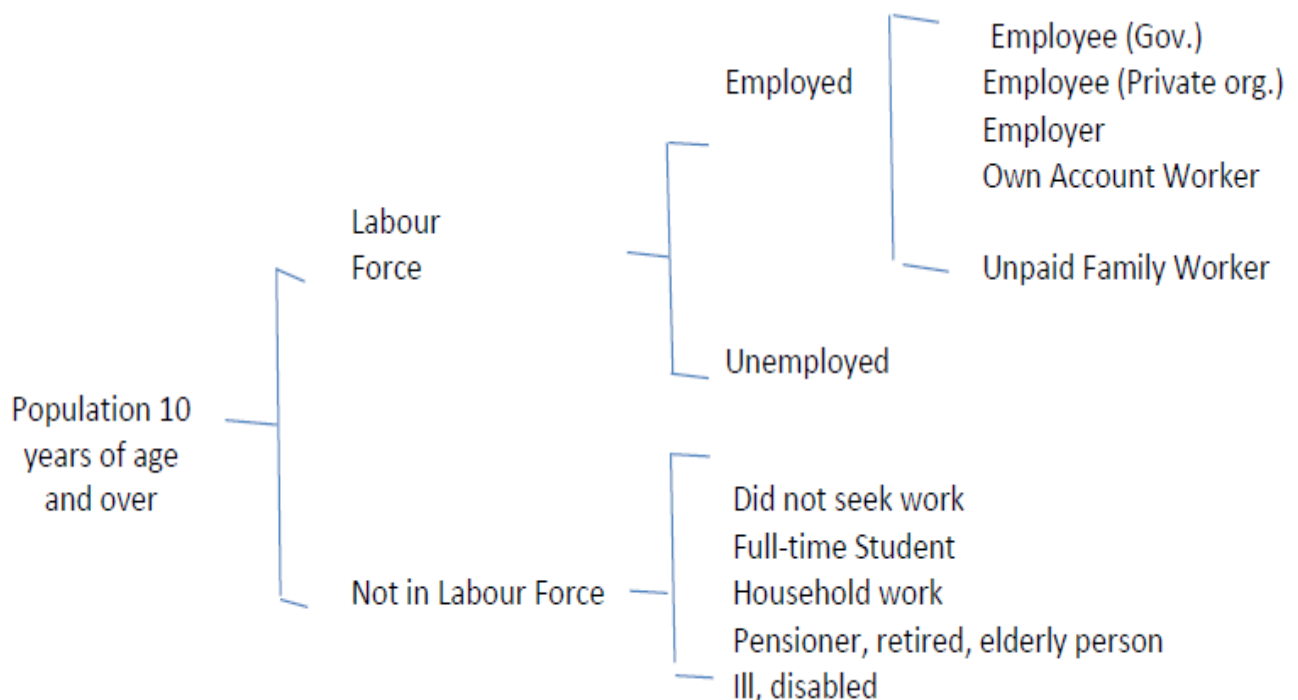 Employee (Gov.)
Employed
Employee (Private org.)
Employer
Own Account Worker
Labour
Force
Unpaid Family Worker
Unemployed
Population 10
years of age
and over
Did not seek work
Full-time Student
Not in Labour Force
Household work
Pensioner, retired, elderly person
Ill, disabled